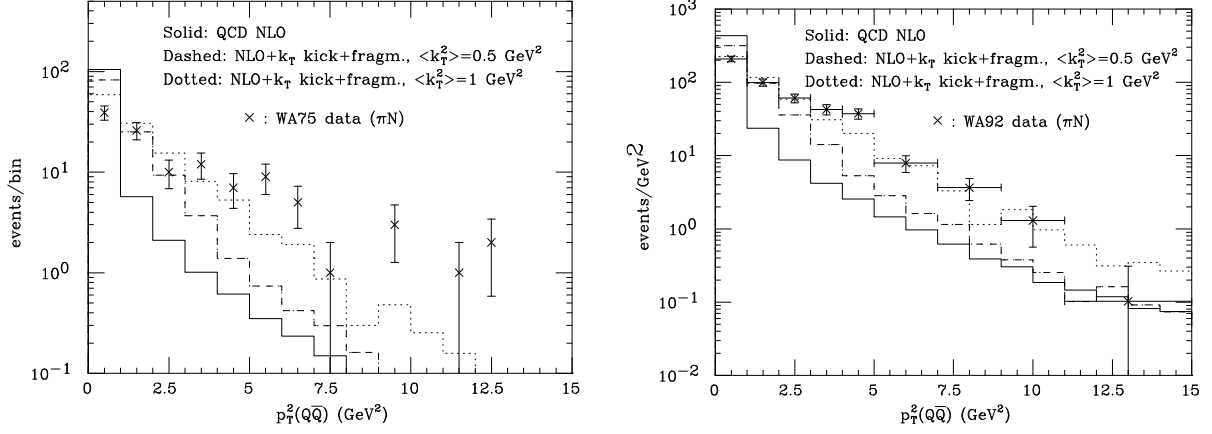 Solid: QCD NLO
Dashed: NLO+k_T kick+fragm., <k_T^2>=0.5 GeV^2
Dotted: NLO+k_T kick+fragm., <k_T^2>=1 GeV^2
× : WA75 data (πN)
events/bin
10^2
10^1
10^0
10^-1
0 2.5 5 7.5 10 12.5 15
p_T^2(QQ̅) (GeV^2)
Solid: QCD NLO
Dashed: NLO+k_T kick+fragm., <k_T^2>=0.5 GeV^2
Dotted: NLO+k_T kick+fragm., <k_T^2>=1 GeV^2
× : WA92 data (πN)
events/GeV^2
10^3
10^2
10^1
10^0
10^-1
10^-2
0 2.5 5 7.5 10 12.5 15
p_T^2(QQ̅) (GeV^2)